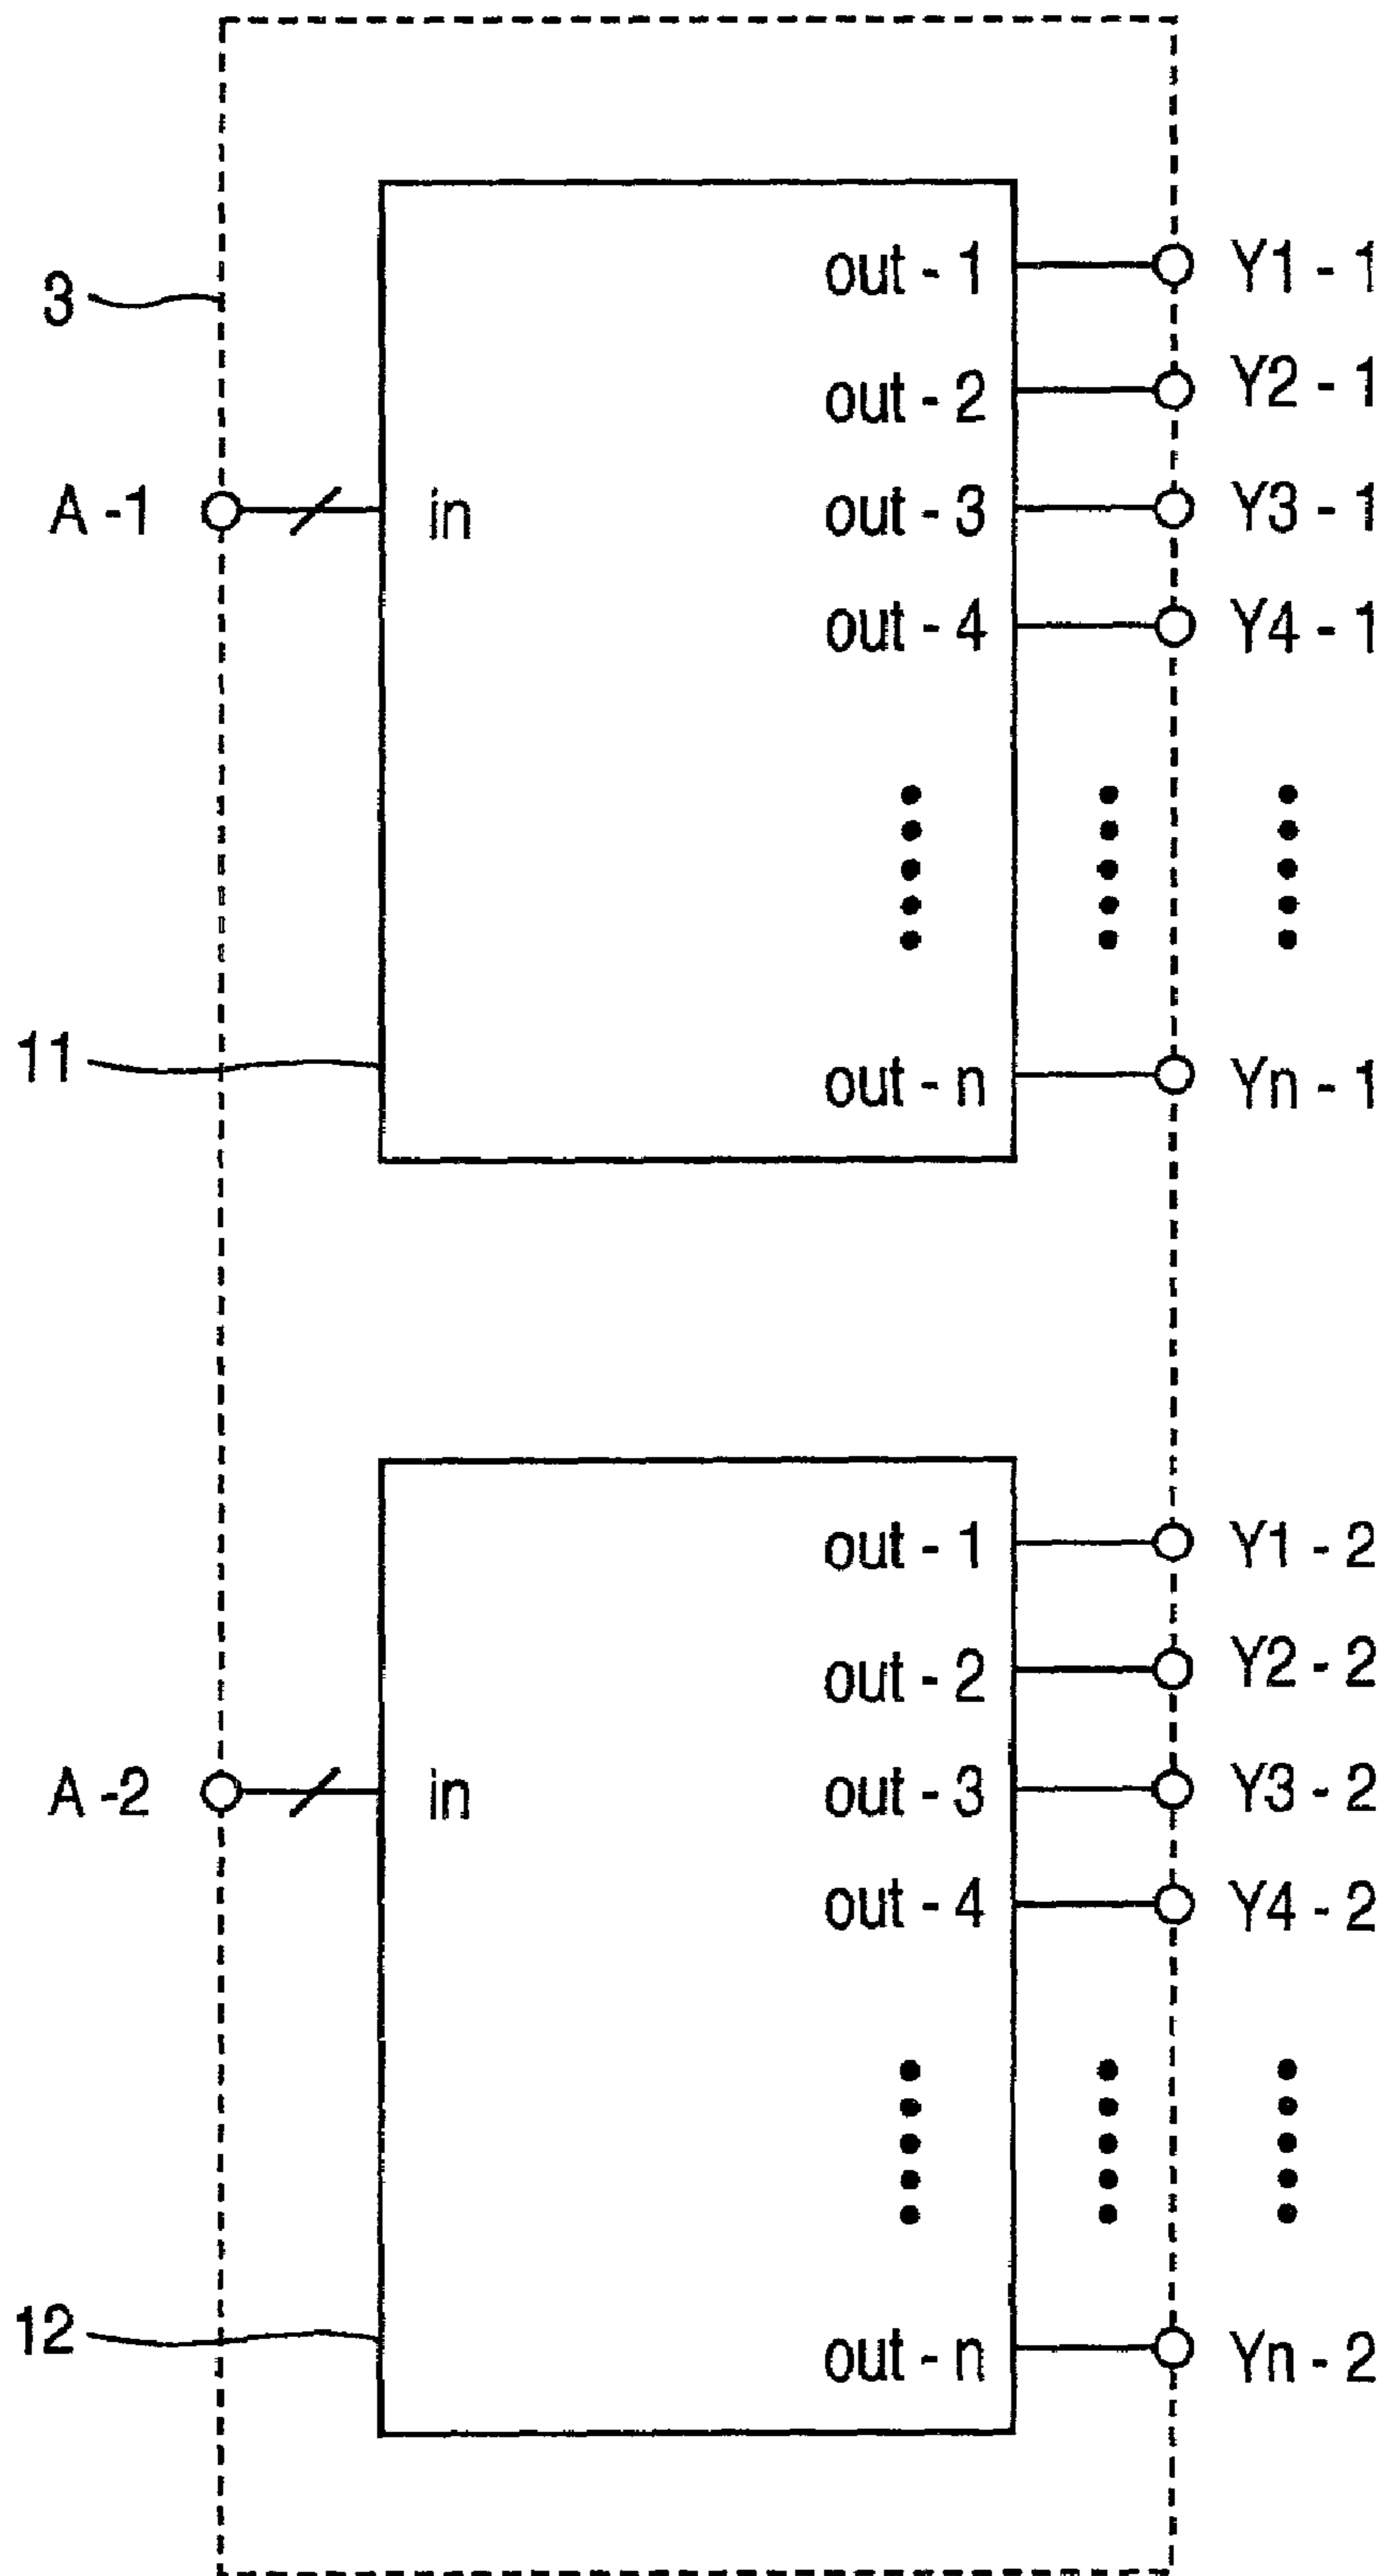 out - 1 Y1 - 1
3
out - 2 Y2 - 1
A -1 in out - 3 Y3 - 1
out - 4 Y4 - 1
11
out - n Yn - 1
out - 1 Y1 - 2
out - 2 Y2 - 2
A -2 in out - 3 Y3 - 2
out - 4 Y4 - 2
12
out - n Yn - 2